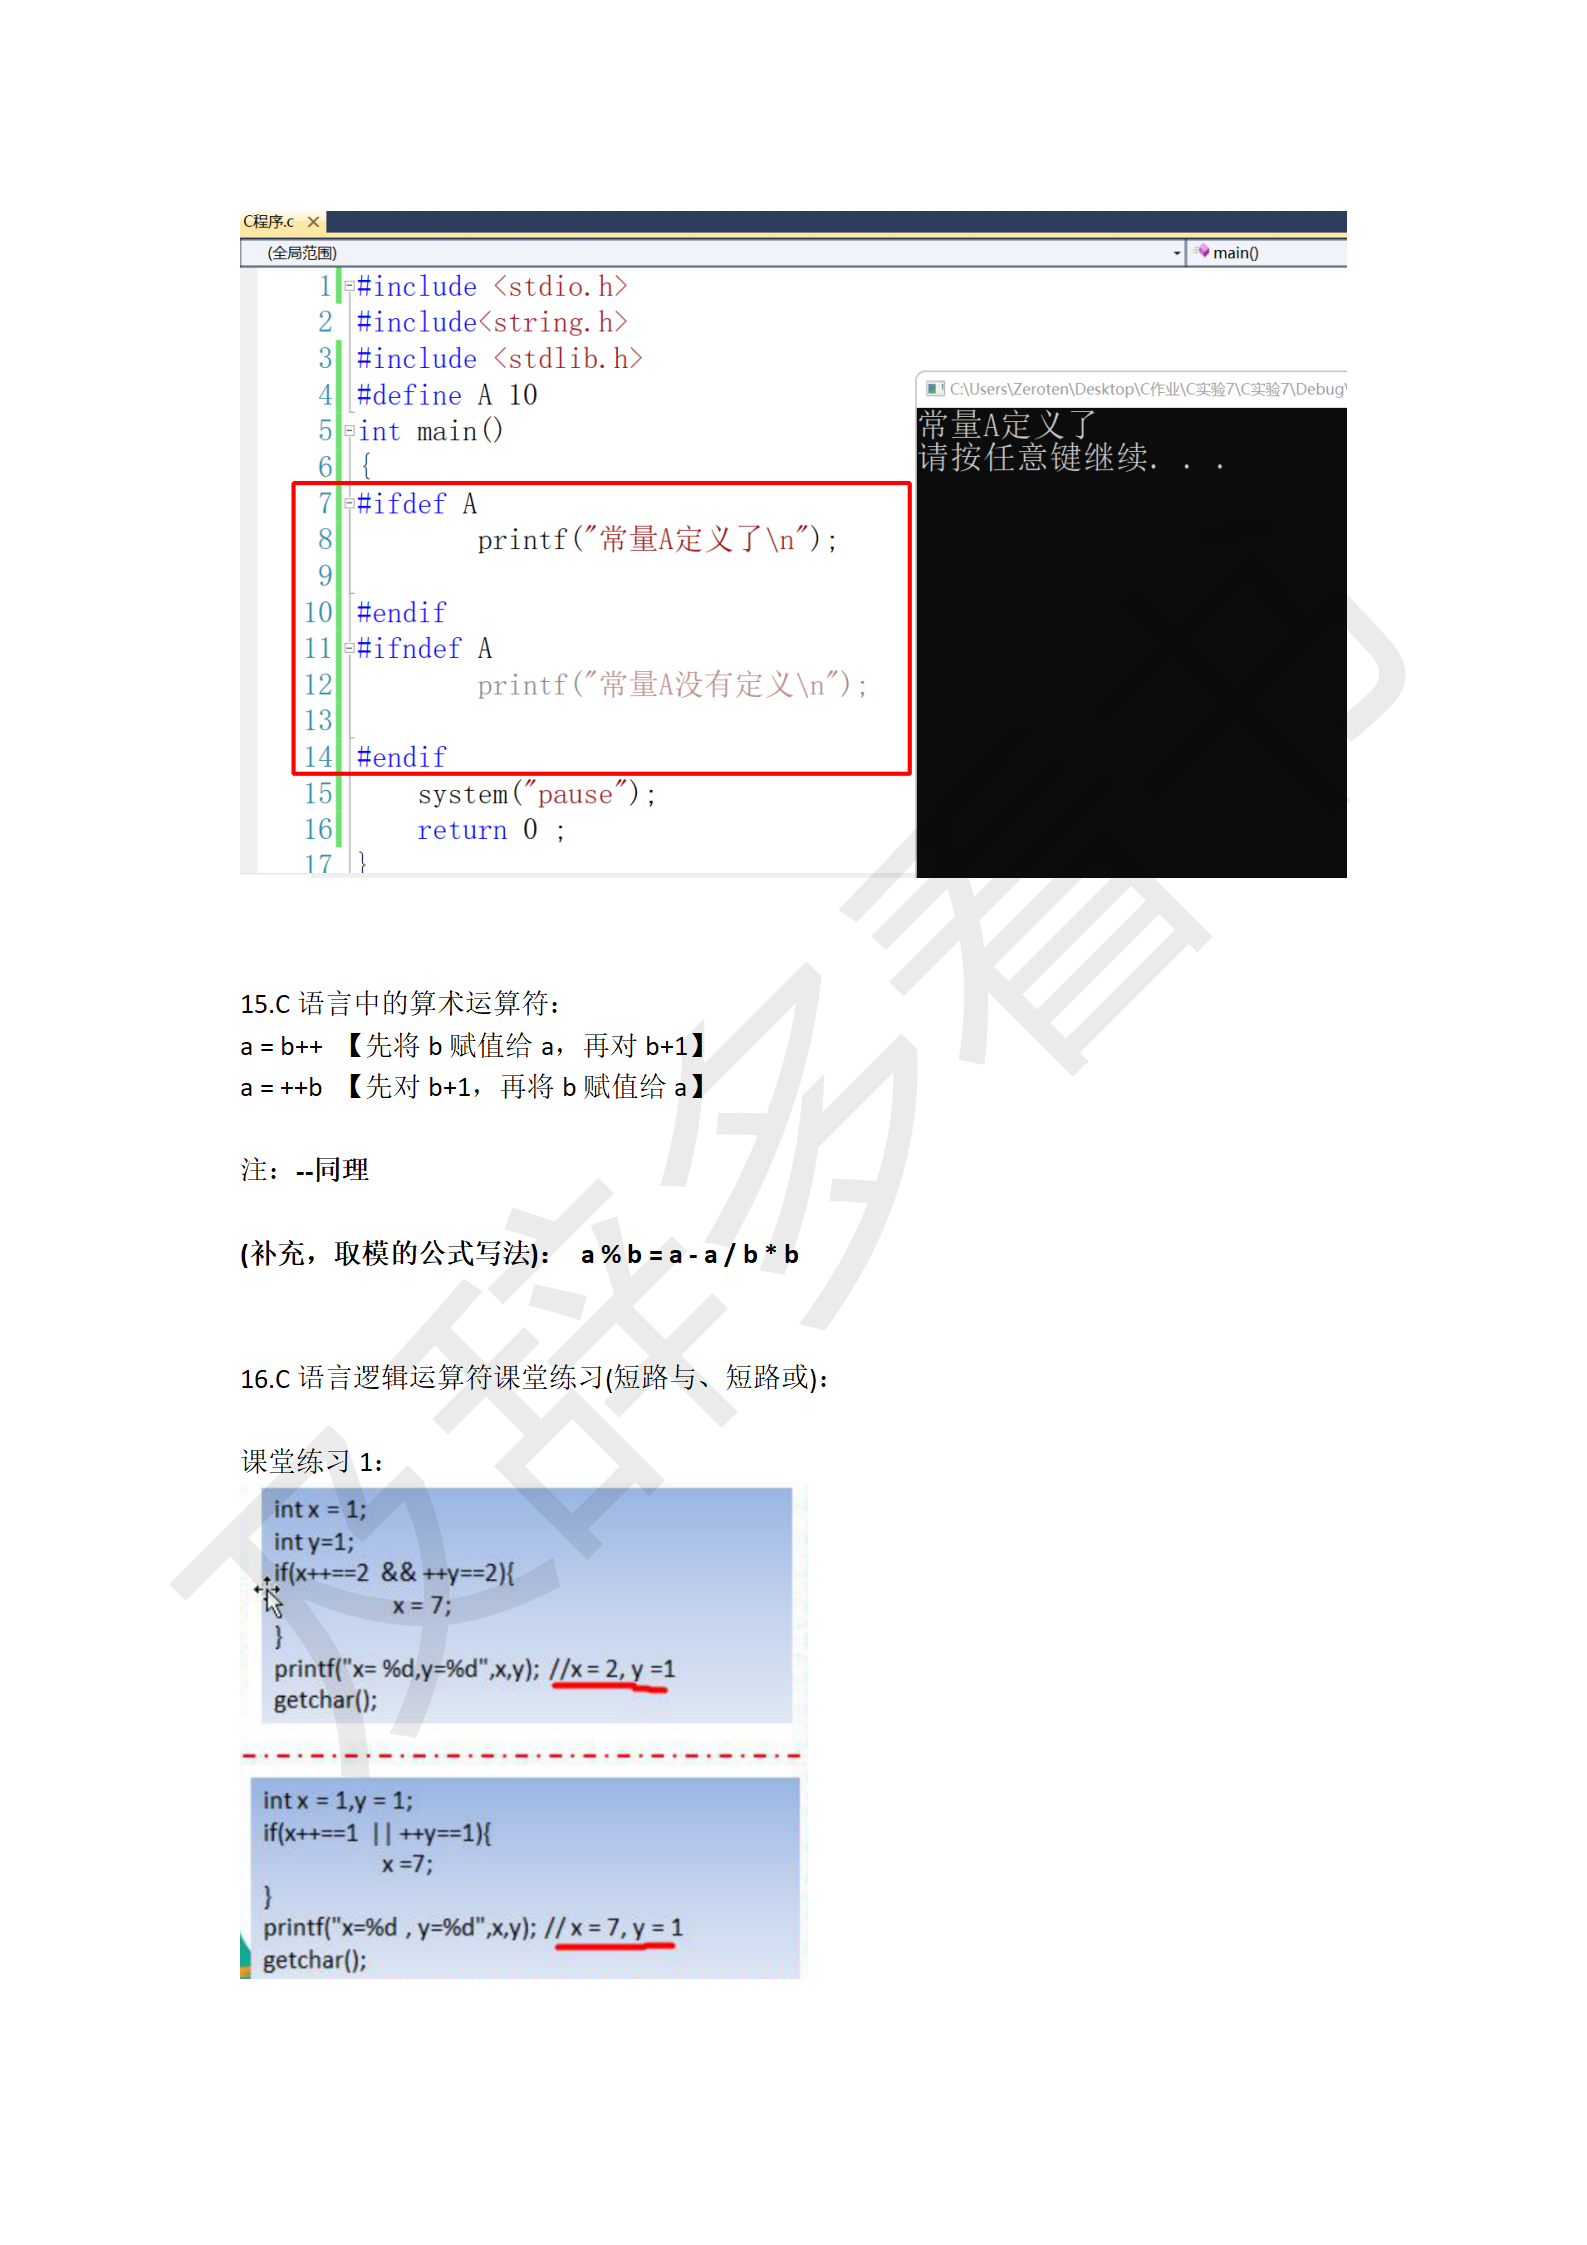 C程序.c ×
(全局范围) main()
1 #include <stdio.h>
2 #include<string.h>
3 #include <stdlib.h>
4 #define A 10
5 int main()
6 {
7 #ifdef A
8 printf("常量A定义了\n");
9
10 #endif
11 #ifndef A
12 printf("常量A没有定义\n");
13
14 #endif
15 system("pause");
16 return 0 ;
17 }
C:\Users\Zeroten\Desktop\C作业\C实验7\C实验7\Debug\
常量A定义了
请按任意键继续. . .
15.C 语言中的算术运算符：
a = b++ 【先将 b 赋值给 a，再对 b+1】
a = ++b 【先对 b+1，再将 b 赋值给 a】
注：--同理
(补充，取模的公式写法)： a % b = a - a / b * b
16.C 语言逻辑运算符课堂练习(短路与、短路或)：
课堂练习 1：
int x = 1;
int y=1;
if(x++==2 && ++y==2){
x = 7;
}
printf("x= %d,y=%d",x,y); //x = 2, y =1
getchar();
int x = 1,y = 1;
if(x++==1 || ++y==1){
x =7;
}
printf("x=%d , y=%d",x,y); // x = 7, y = 1
getchar();